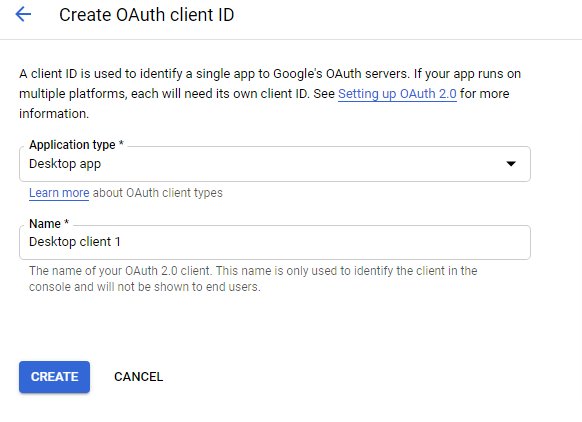 Create OAuth client ID
A client ID is used to identify a single app to Google's OAuth servers. If your app runs on
multiple platforms, each will need its own client ID. See Setting up OAuth 2.0 for more
information.
Application type *
Desktop app
Learn more about OAuth client types
Name *
Desktop client 1
The name of your OAuth 2.0 client. This name is only used to identify the client in the
console and will not be shown to end users.
CREATE CANCEL